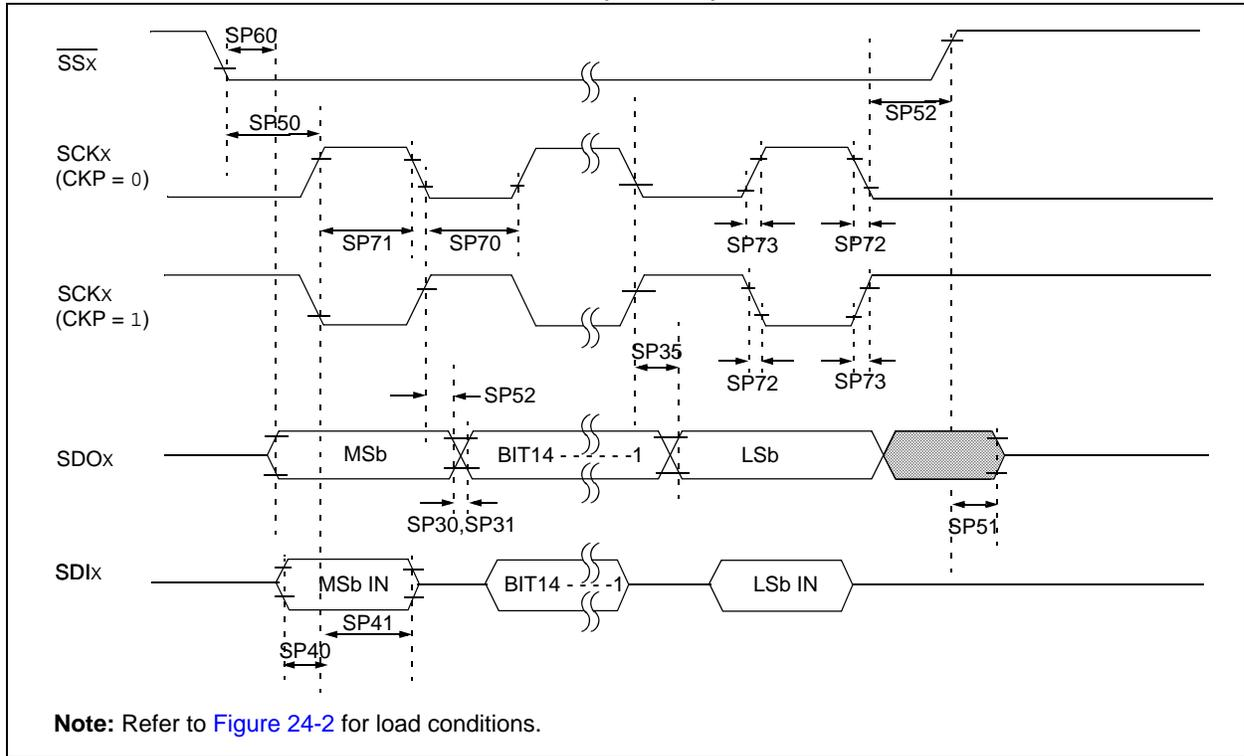 SP60
SSX
SP50
SP52
SCKX
(CKP = 0)
SP71
SP70
SP73
SP72
SCKX
(CKP = 1)
SP35
SP72
SP73
SP52
SDOX
MSb
BIT14 - - - - - -1
LSb
SP30,SP31
SP51
SDIX
MSb IN
BIT14 - - - -1
LSb IN
SP41
SP40
Note: Refer to Figure 24-2 for load conditions.